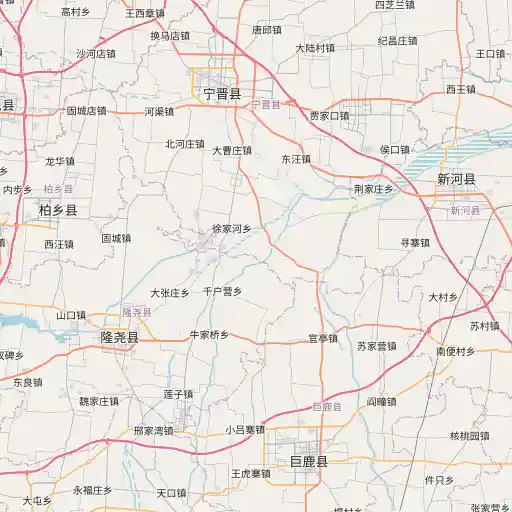 高村乡
王西章镇
四芝兰镇
唐邱镇
换马店镇
纪昌庄镇
大陆村镇
沙河店镇
王口镇
西王镇
宁晋县
宁晋县
固城店镇
河渠镇
贾家口镇
北河庄镇
大曹庄镇
侯口镇
东汪镇
龙华镇
新河县
柏乡县
内步乡
荆家庄乡
柏乡县
新河县
徐家河乡
固城镇
西汪镇
寻寨镇
大张庄乡
千户营乡
大村乡
隆尧县
山口镇
苏村镇
牛家桥乡
隆尧县
官亭镇
苏家营镇
南便村乡
东良镇
莲子镇
魏家庄镇
阎疃镇
巨鹿县
邢家湾镇
小吕寨镇
核桃园镇
巨鹿县
王虎寨镇
件只乡
永福庄乡
天口镇
大屯乡
张家营乡